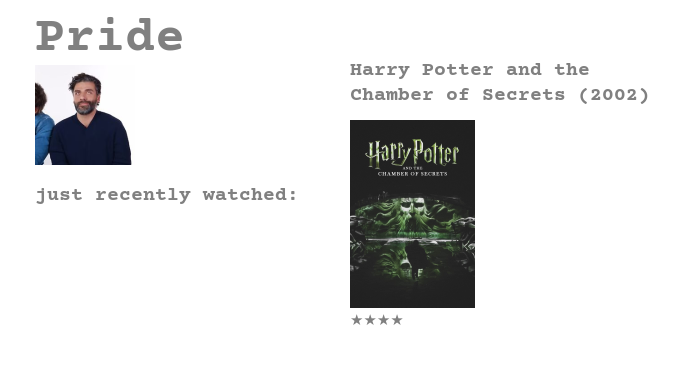 Pride
just recently watched:
Harry Potter and the
Chamber of Secrets (2002)
Harry Potter
AND THE
CHAMBER OF SECRETS
★★★★